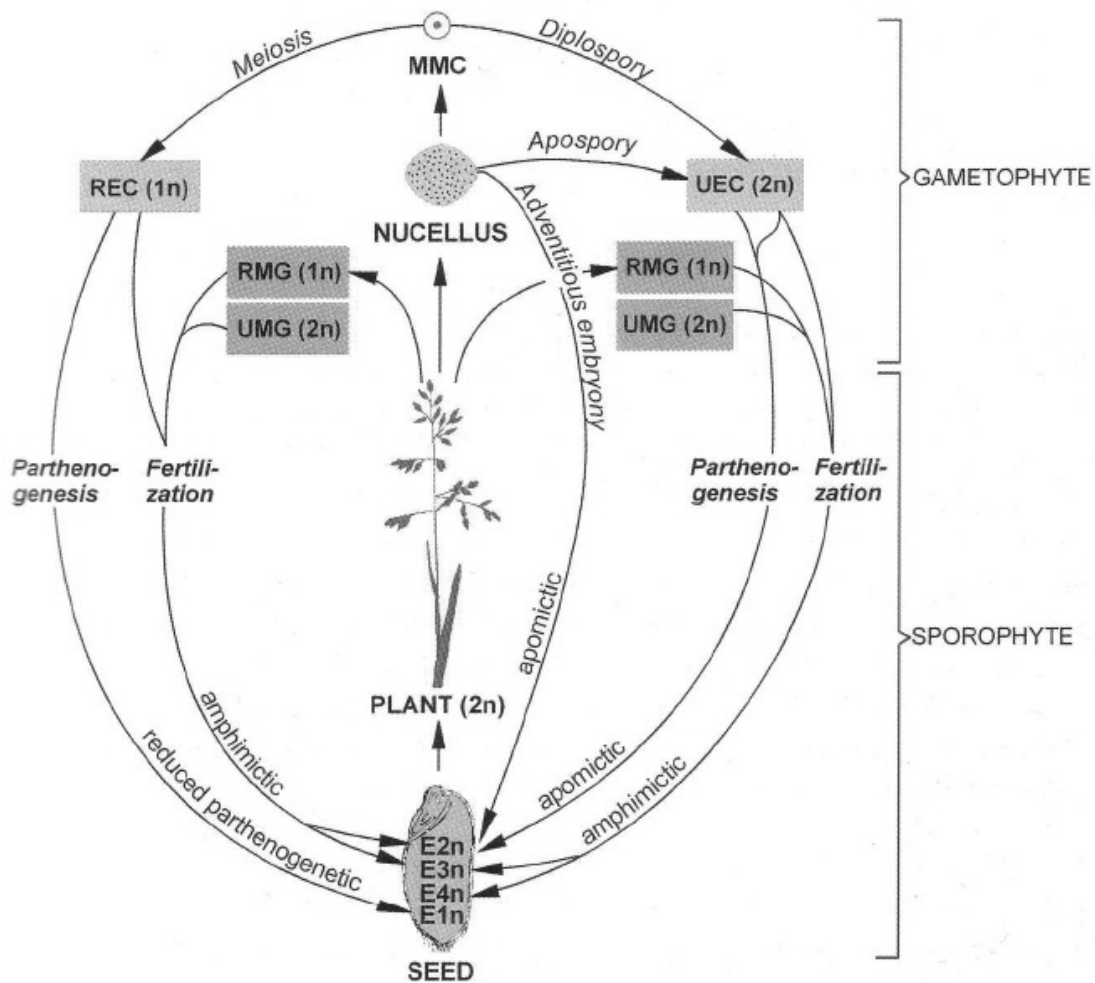 Meiosis
Diplospory
MMC
Apospory
REC (1n)
UEC (2n)
GAMETOPHYTE
NUCELLUS
Adventitious embryony
RMG (1n)
UMG (2n)
RMG (1n)
UMG (2n)
Partheno-
genesis
Fertili-
zation
Partheno-
genesis
Fertili-
zation
apomictic
SPOROPHYTE
PLANT (2n)
amphimictic
reduced parthenogenetic
apomictic
amphimictic
E2n
E3n
E4n
E1n
SEED